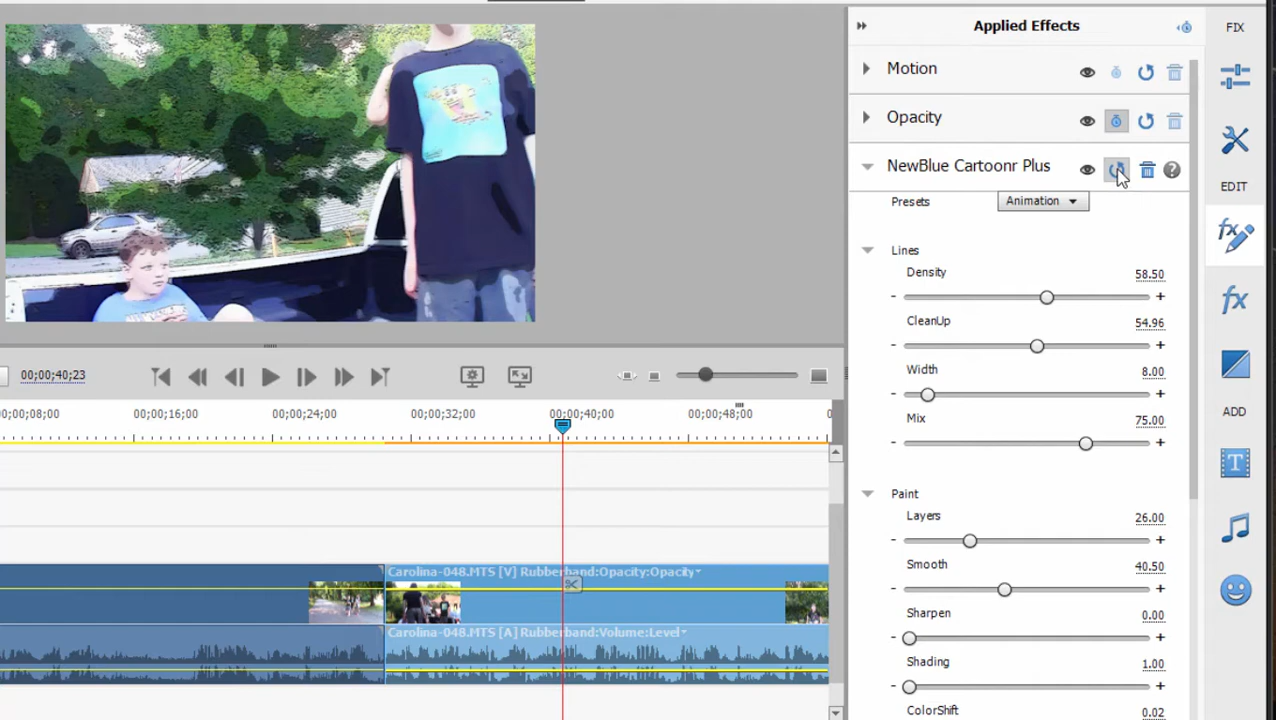 Applied Effects
FIX
Motion
Opacity
NewBlue Cartoonr Plus
EDIT
Presets
Animation
Lines
Density
58.50
-
+
CleanUp
54.96
-
+
Width
8.00
-
+
Mix
75.00
-
+
ADD
Paint
Layers
26.00
-
+
Smooth
40.50
-
+
Sharpen
0.00
-
+
Shading
1.00
-
+
ColorShift
0.02
00;00;40;23
0;00;08;00
00;00;16;00
00;00;24;00
00;00;32;00
00;00;40;00
00;00;48;00
0
Carolina-048.MTS [V] Rubberband:Opacity:Opacity
Carolina-048.MTS [A] Rubberband:Volume:Level